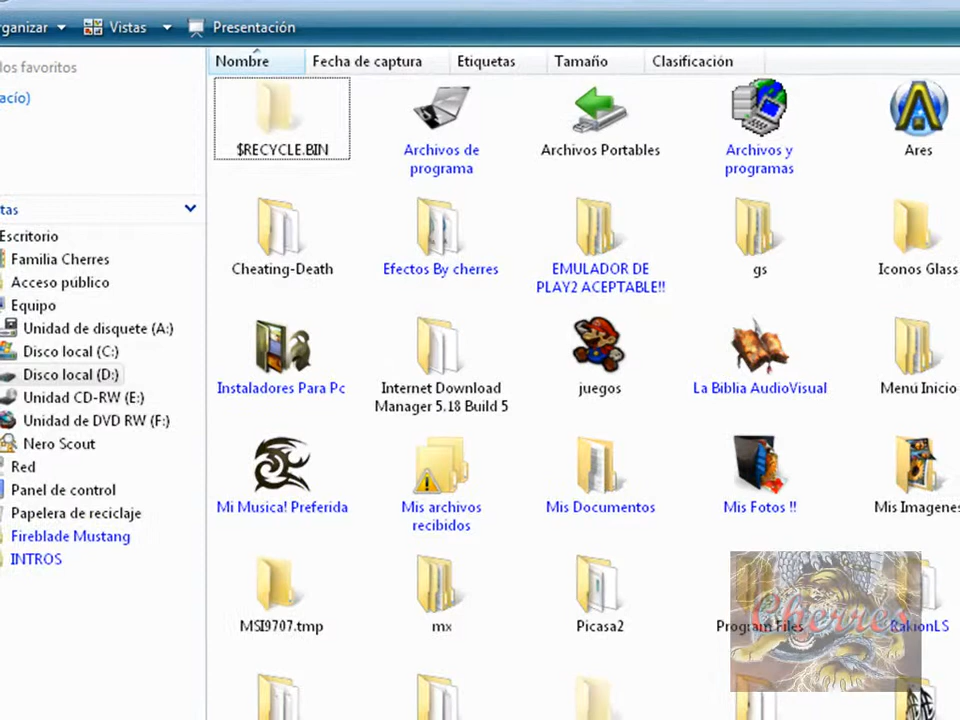 rganizar Vistas Presentación
los favoritos
acío)
tas
Escritorio
Familia Cherres
Acceso público
Equipo
Unidad de disquete (A:)
Disco local (C:)
Disco local (D:)
Unidad CD-RW (E:)
Unidad de DVD RW (F:)
Nero Scout
Red
Panel de control
Papelera de reciclaje
Fireblade Mustang
INTROS
Nombre Fecha de captura Etiquetas Tamaño Clasificación
$RECYCLE.BIN
Archivos de
programa
Archivos Portables
Archivos y
programas
Ares
Cheating-Death
Efectos By cherres
EMULADOR DE
PLAY2 ACEPTABLE!!
gs
Iconos Glass
Instaladores Para Pc
Internet Download
Manager 5.18 Build 5
juegos
La Biblia AudioVisual
Menú Inicio
Mi Musica! Preferida
Mis archivos
recibidos
Mis Documentos
Mis Fotos !!
Mis Imagenes
MSI9707.tmp
mx
Picasa2
Program Files
RakionLS
Cherres